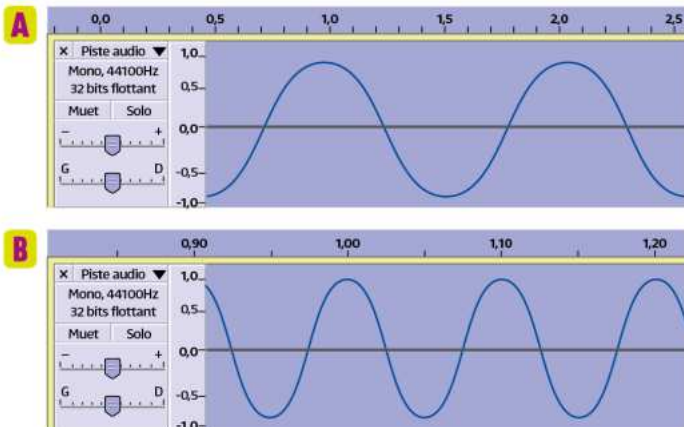 A
0,0 0,5 1,0 1,5 2,0 2,5
× Piste audio ▼
Mono, 44100Hz
32 bits flottant
Muet Solo
- +
G D
1,0
0,5
0,0
-0,5
-1,0
B
0,90 1,00 1,10 1,20
× Piste audio ▼
Mono, 44100Hz
32 bits flottant
Muet Solo
- +
G D
1,0
0,5
0,0
-0,5
-1,0